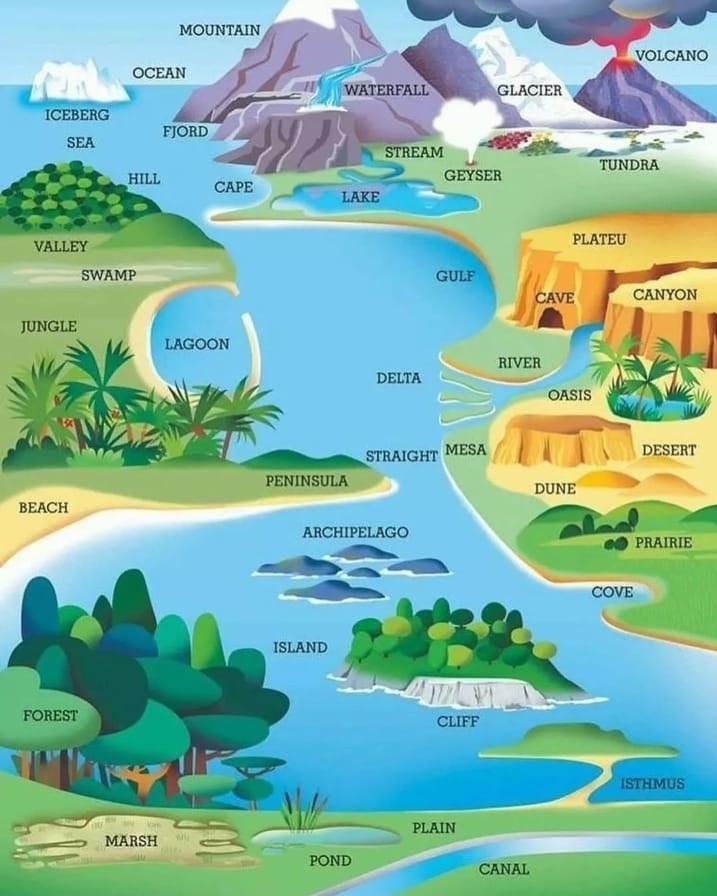 MOUNTAIN
VOLCANO
OCEAN
WATERFALL
GLACIER
ICEBERG
FJORD
SEA
STREAM
TUNDRA
GEYSER
HILL
CAPE
LAKE
VALLEY
PLATEU
SWAMP
GULF
CAVE
CANYON
JUNGLE
LAGOON
RIVER
DELTA
OASIS
STRAIGHT
MESA
DESERT
PENINSULA
DUNE
BEACH
ARCHIPELAGO
PRAIRIE
COVE
ISLAND
FOREST
CLIFF
ISTHMUS
PLAIN
MARSH
POND
CANAL